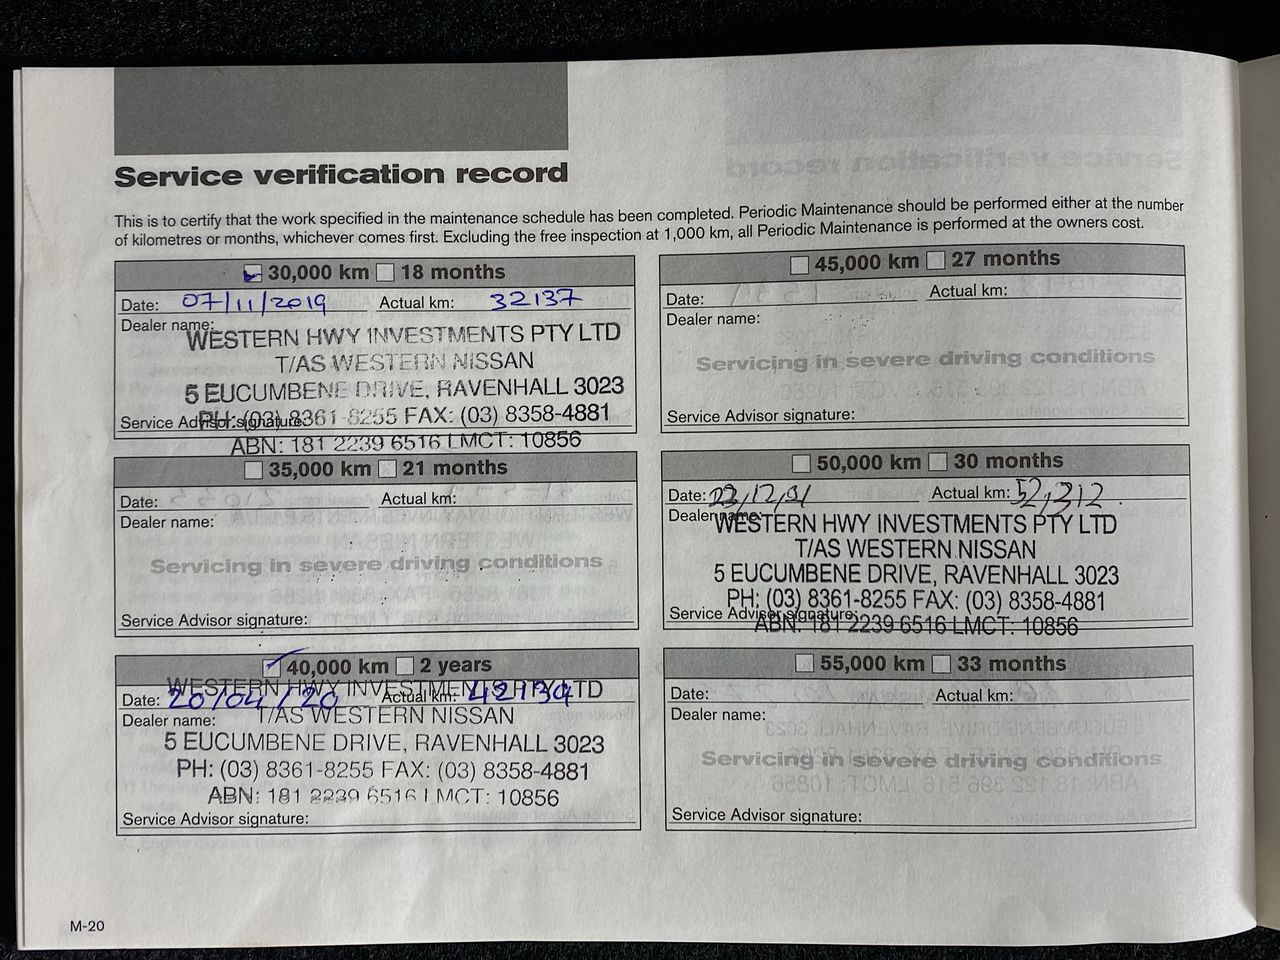 Service verification record
This is to certify that the work specified in the maintenance schedule has been completed. Periodic Maintenance should be performed either at the number
of kilometres or months, whichever comes first. Excluding the free inspection at 1,000 km, all Periodic Maintenance is performed at the owners cost.
30,000 km 18 months
Date: 07/11/2019 Actual km: 32137
Dealer name:
WESTERN HWY INVESTMENTS PTY LTD
T/AS WESTERN NISSAN
5 EUCUMBENE DRIVE, RAVENHALL 3023
PH: (03) 8361-8255 FAX: (03) 8358-4881
Service Advisor signature:
ABN: 181 2239 6516 LMCT: 10856
35,000 km 21 months
Date: Actual km:
Dealer name:
Servicing in severe driving conditions
Service Advisor signature:
40,000 km 2 years
WESTERN HWY INVESTMENTS PTY LTD
Date: 20/04/20 Actual km:
Dealer name: T/AS WESTERN NISSAN
5 EUCUMBENE DRIVE, RAVENHALL 3023
PH: (03) 8361-8255 FAX: (03) 8358-4881
ABN: 181 2239 6516 LMCT: 10856
Service Advisor signature:
45,000 km 27 months
Date: Actual km:
Dealer name:
Servicing in severe driving conditions
Service Advisor signature:
50,000 km 30 months
Date: Actual km: 52,312
Dealer name:
WESTERN HWY INVESTMENTS PTY LTD
T/AS WESTERN NISSAN
5 EUCUMBENE DRIVE, RAVENHALL 3023
PH: (03) 8361-8255 FAX: (03) 8358-4881
Service Advisor signature:
ABN: 181 2239 6516 LMCT: 10856
55,000 km 33 months
Date: Actual km:
Dealer name:
Servicing in severe driving conditions
Service Advisor signature:
M-20